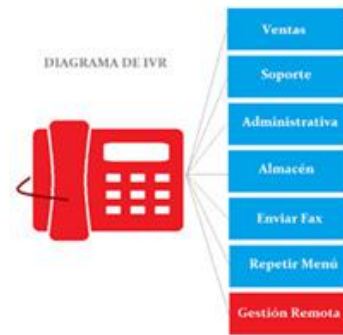 DIAGRAMA DE IVR
Ventas
Soporte
Administrativa
Almacén
Enviar Fax
Repetir Menú
Gestión Remota